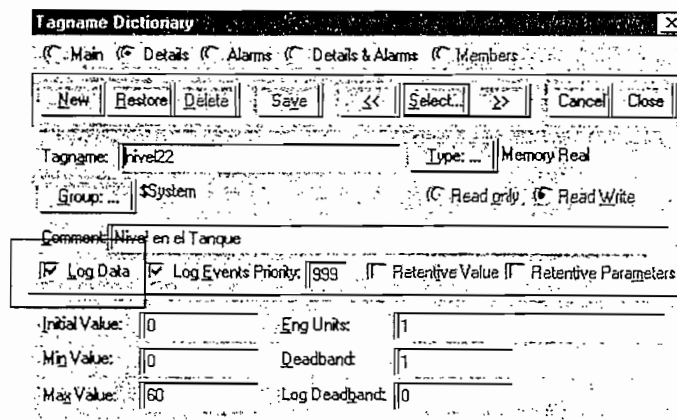 Tagname Dictionary
Main Details Alarms Details & Alarms Members
New Restore Delete Save << Select... >> Cancel Close
Tagname: nivel22 Type: ... Memory Real
Group: ... $System Read only Read Write
Comment: Nivel en el Tanque
Log Data Log Events Priority: 999 Retentive Value Retentive Parameters
Initial Value: 0 Eng Units: 1
Min Value: 0 Deadband: 1
Max Value: 60 Log Deadband: 0